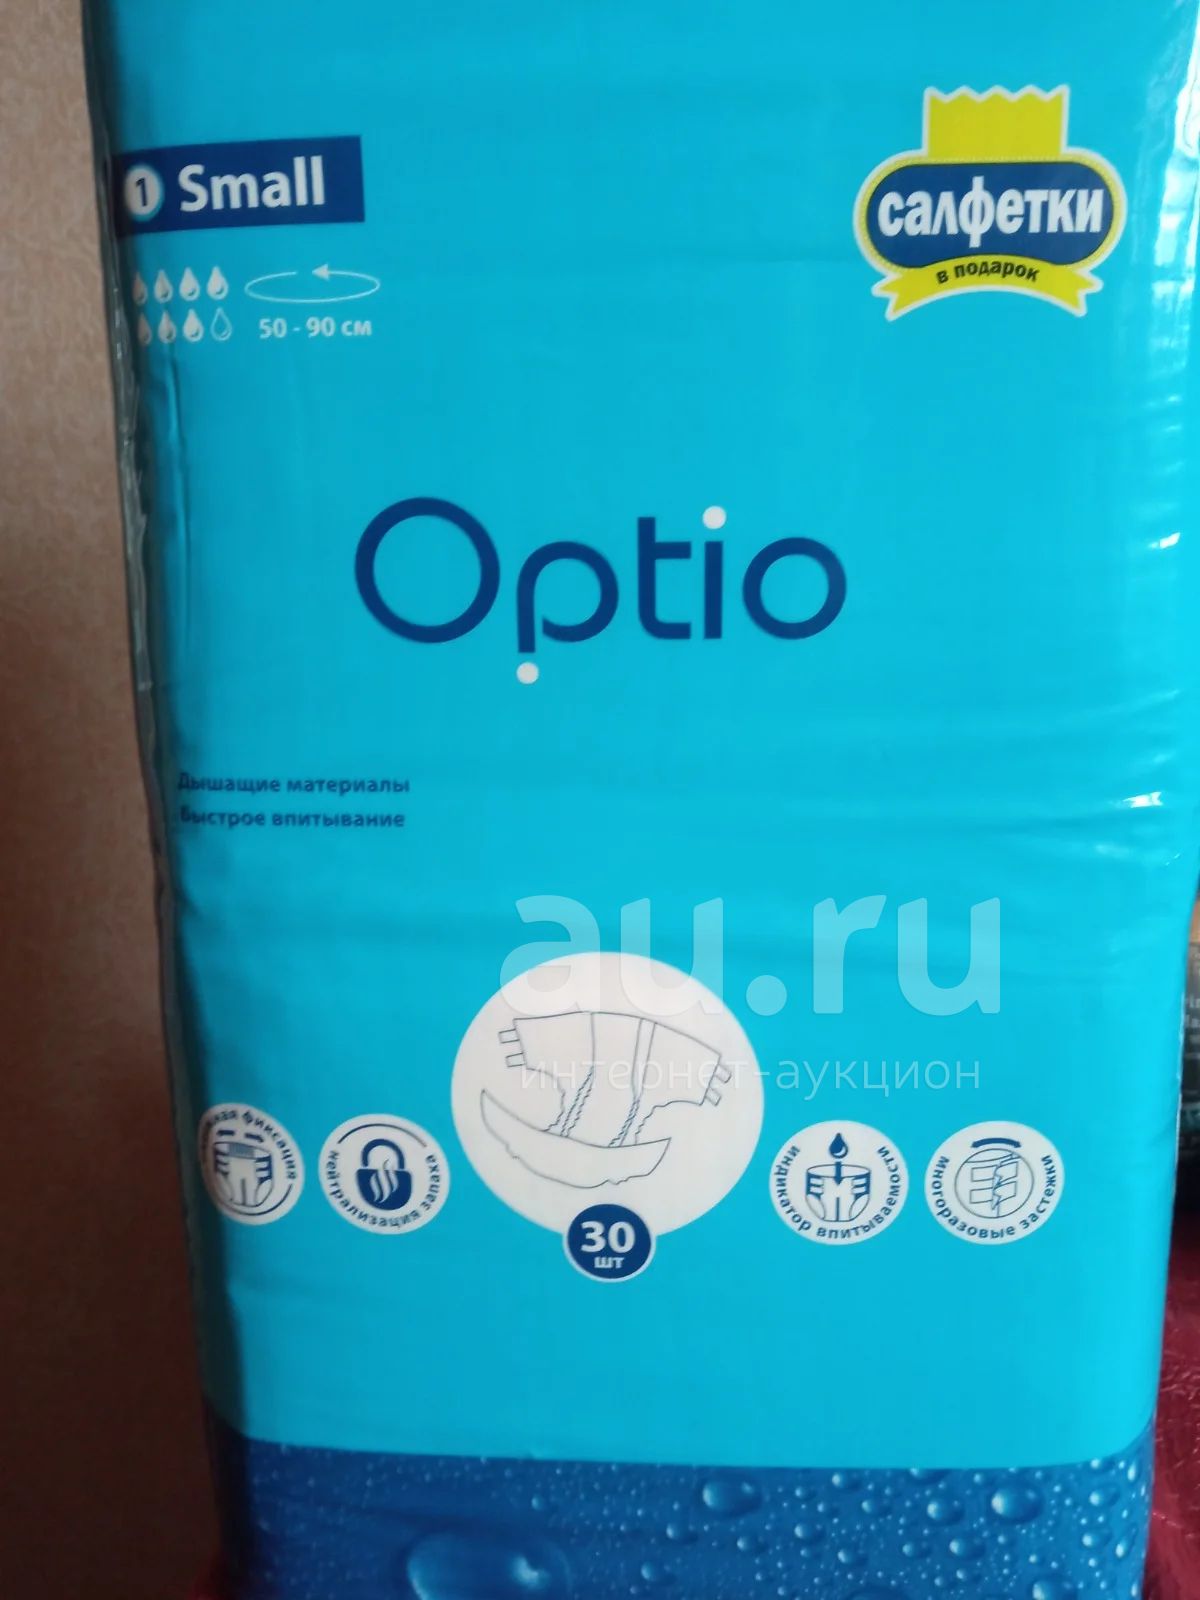 1 Small
50 - 90 см
салфетки
в подарок
Optio
Дышащие материалы
Быстрое впитывание
au.ru
интернет-аукцион
фиксация
нейтрализация запаха
индикатор впитываемости
многоразовые застежки
30
шт